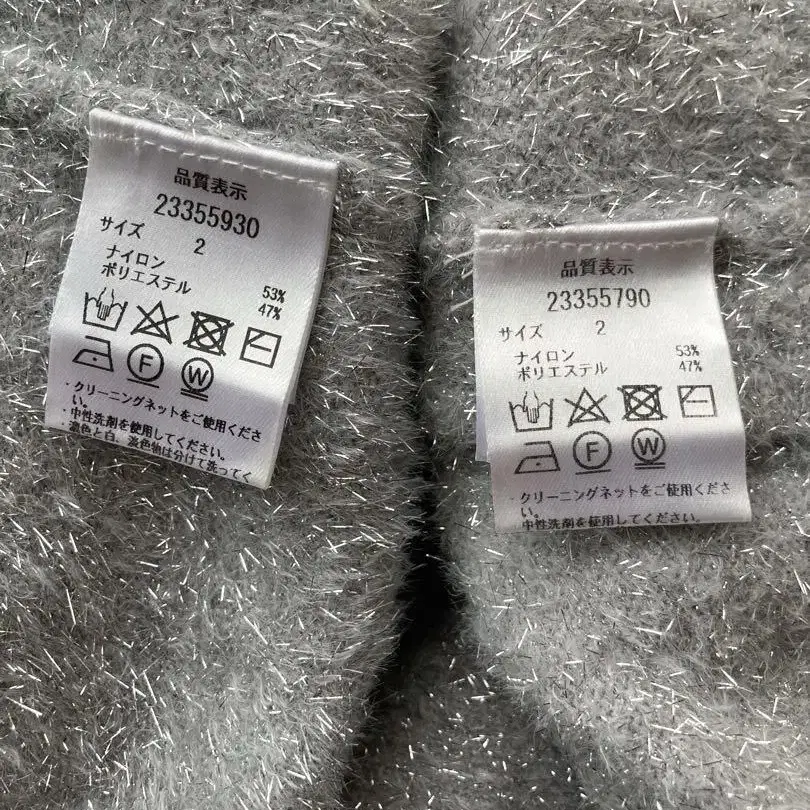 品質表示
23355930
サイズ 2
ナイロン 53%
ポリエステル 47%
F
W
・クリーニングネットをご使用くださ
い。
・中性洗剤を使用してください。
・濃色と白、淡色物は分けて洗ってく
品質表示
23355790
サイズ 2
ナイロン 53%
ポリエステル 47%
F
W
・クリーニングネットをご使用くださ
い。
・中性洗剤を使用してください。